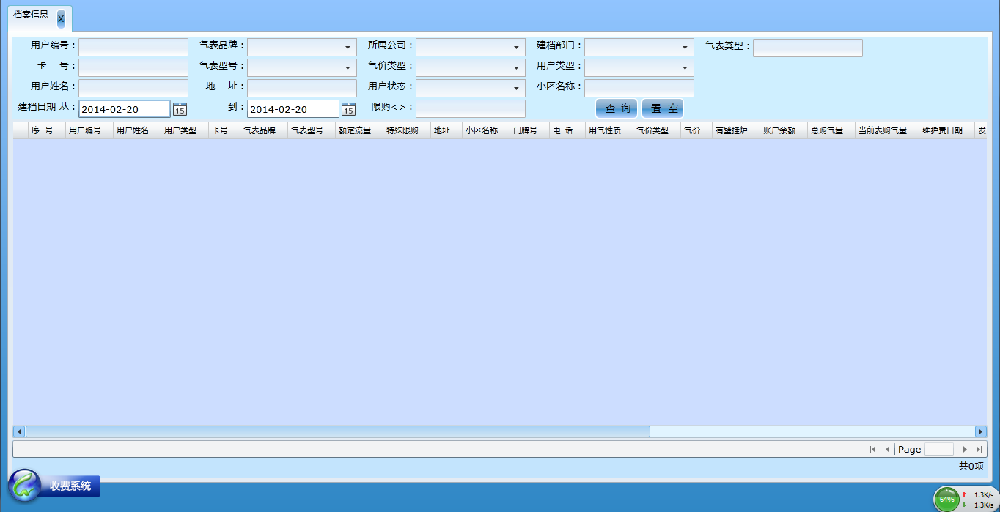 档案信息 X
用户编号： 气表品牌： 所属公司： 建档部门： 气表类型：
卡 号： 气表型号： 气价类型： 用户类型：
用户姓名： 地 址： 用户状态： 小区名称：
建档日期 从： 2014-02-20 15 到： 2014-02-20 15 限购<>： 查 询 置 空
序 号 用户编号 用户姓名 用户类型 卡号 气表品牌 气表型号 额定流量 特殊限购 地址 小区名称 门牌号 电 话 用气性质 气价类型 气价 有壁挂炉 账户余额 总购气量 当前表购气量 维护费日期 发
Page
共0项
收费系统
64% 1.3K/s
1.3K/s